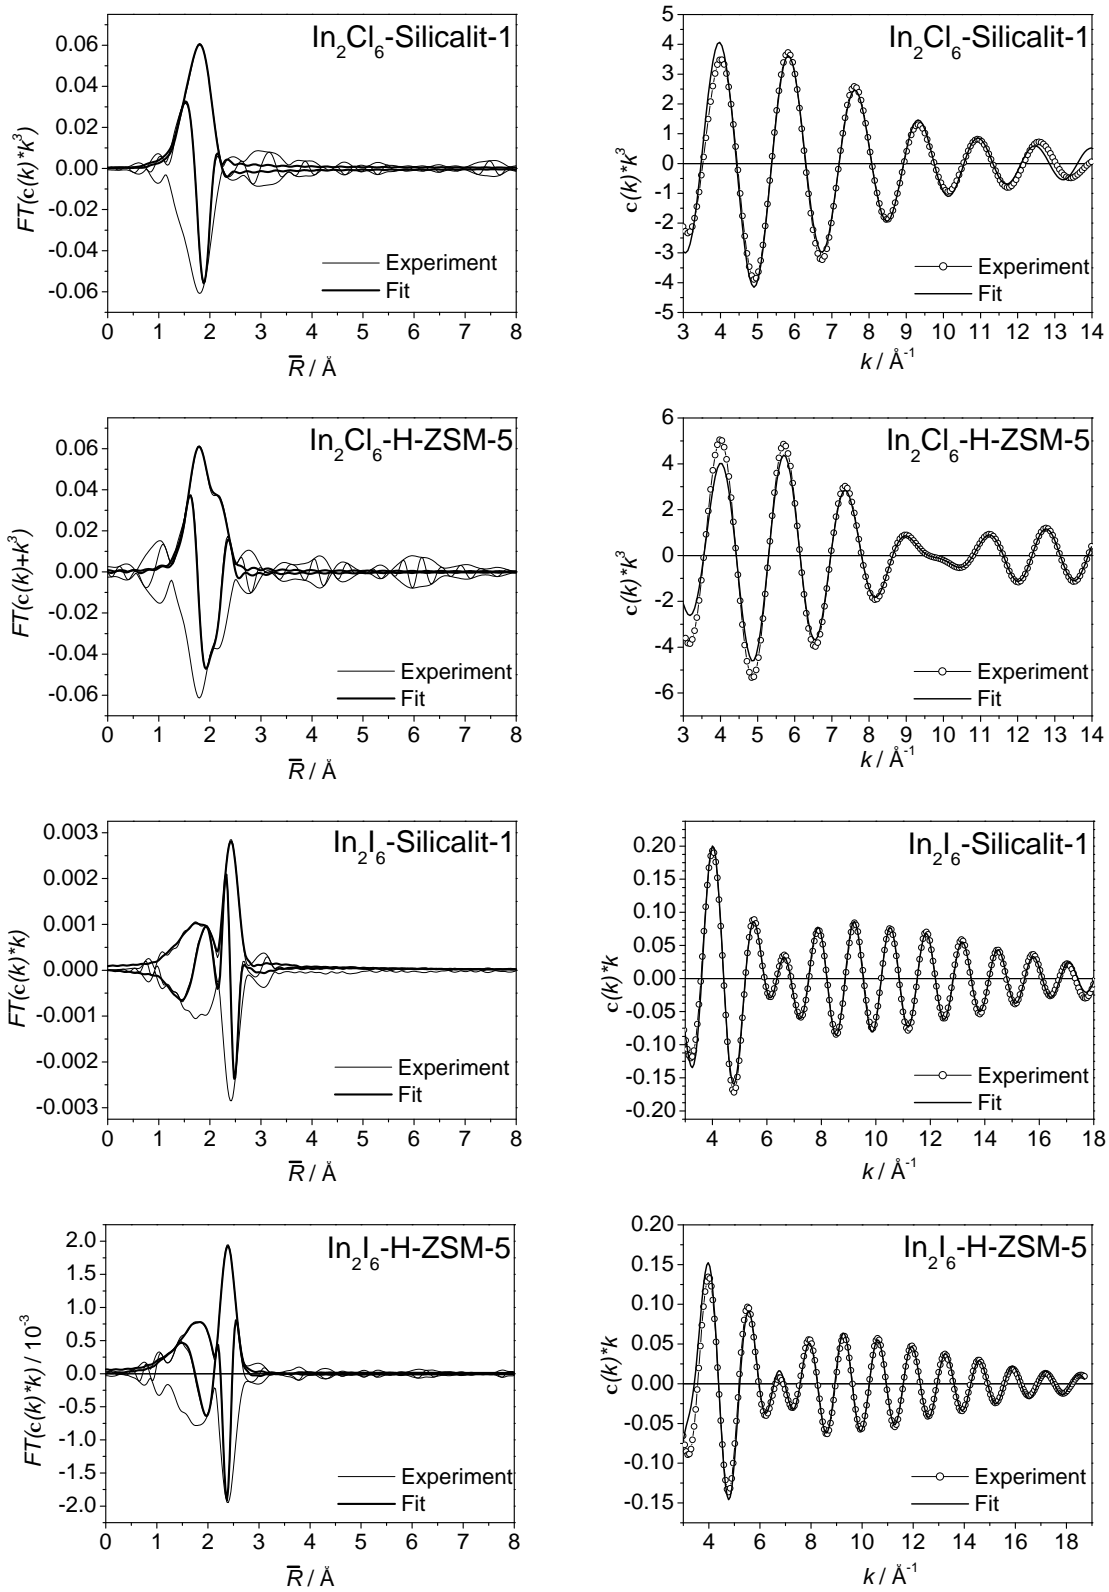 In2Cl6-Silicalit-1
FT(c(k)*k3)
0.06
0.04
0.02
0.00
-0.02
-0.04
-0.06
Experiment
Fit
0 1 2 3 4 5 6 7 8
R / Å
In2Cl6-Silicalit-1
c(k)*k3
5
4
3
2
1
0
-1
-2
-3
-4
-5
Experiment
Fit
3 4 5 6 7 8 9 10 11 12 13 14
k / Å-1
In2Cl6-H-ZSM-5
FT(c(k)+k3)
0.06
0.04
0.02
0.00
-0.02
-0.04
-0.06
Experiment
Fit
0 1 2 3 4 5 6 7 8
R / Å
In2Cl6-H-ZSM-5
c(k)*k3
6
4
2
0
-2
-4
-6
Experiment
Fit
3 4 5 6 7 8 9 10 11 12 13 14
k / Å-1
In2I6-Silicalit-1
FT(c(k)*k)
0.003
0.002
0.001
0.000
-0.001
-0.002
-0.003
Experiment
Fit
0 1 2 3 4 5 6 7 8
R / Å
In2I6-Silicalit-1
c(k)*k
0.20
0.15
0.10
0.05
0.00
-0.05
-0.10
-0.15
-0.20
Experiment
Fit
4 6 8 10 12 14 16 18
k / Å-1
In2I6-H-ZSM-5
FT(c(k)*k) / 10-3
2.0
1.5
1.0
0.5
0.0
-0.5
-1.0
-1.5
-2.0
Experiment
Fit
0 1 2 3 4 5 6 7 8
R / Å
In2I6-H-ZSM-5
c(k)*k
0.20
0.15
0.10
0.05
0.00
-0.05
-0.10
-0.15
Experiment
Fit
4 6 8 10 12 14 16 18
k / Å-1